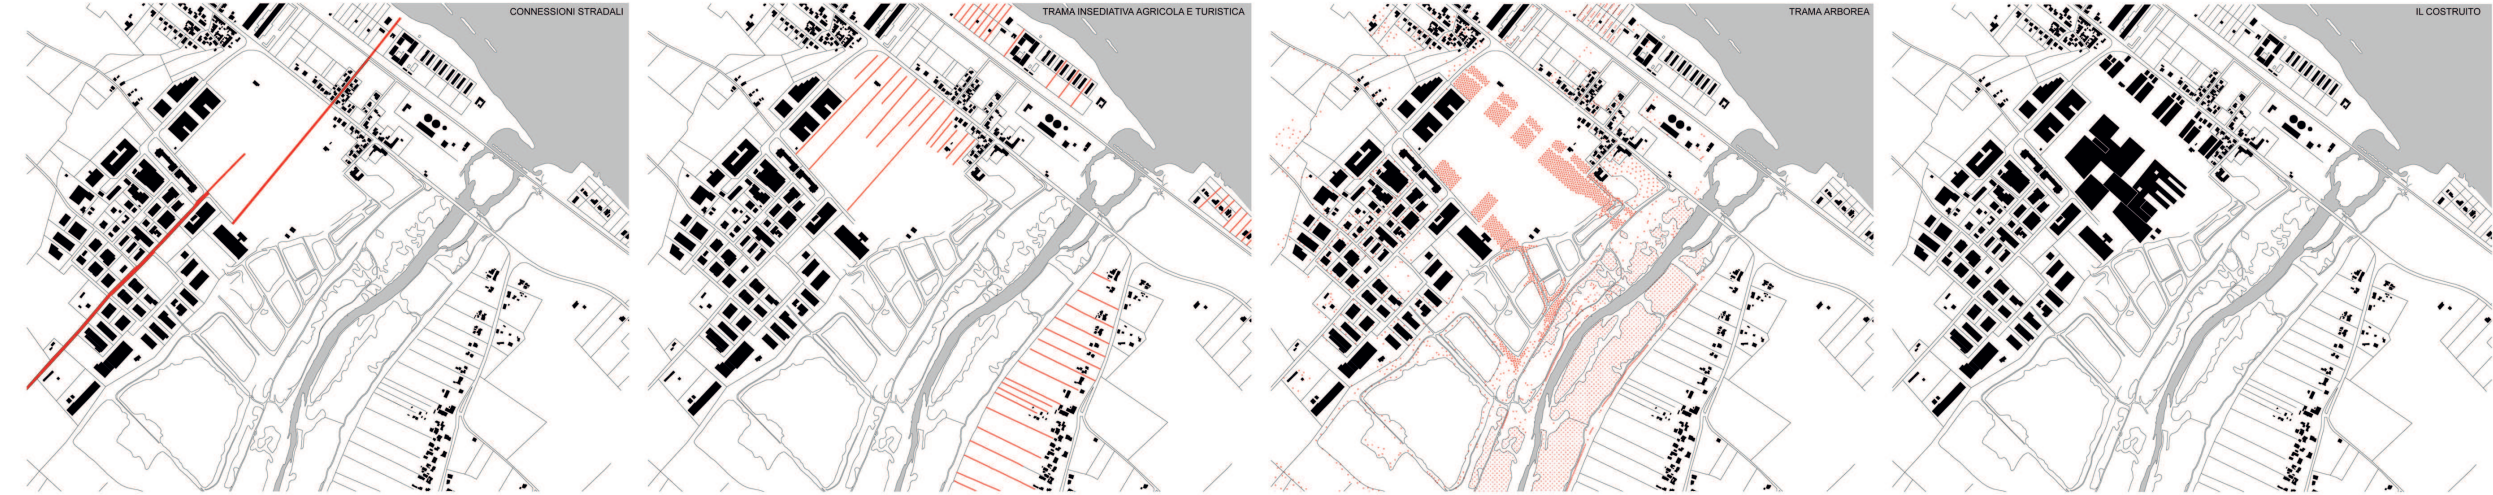 CONNESSIONI STRADALI
TRAMA INSEDIATIVA AGRICOLA E TURISTICA
TRAMA ARBOREA
IL COSTRUITO